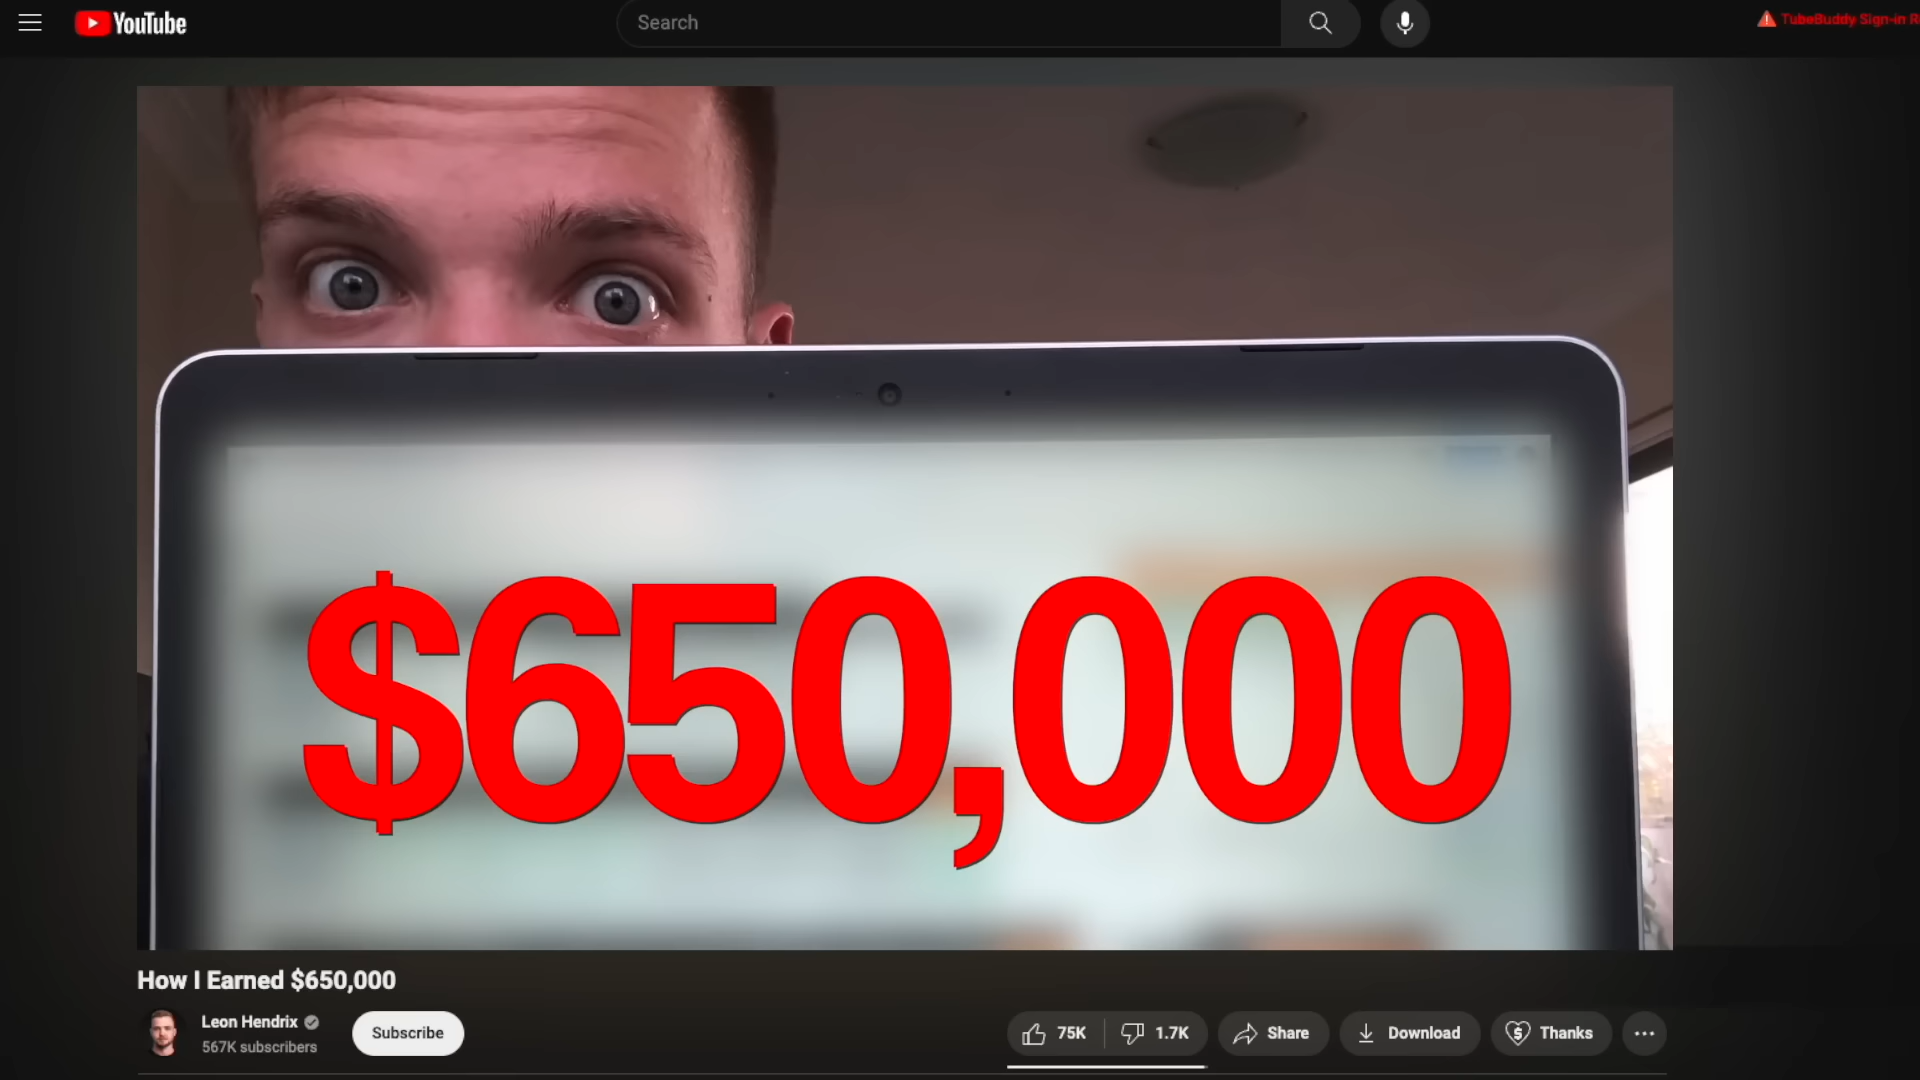 YouTube
Search
TubeBuddy Sign-in R
$650,000
How I Earned $650,000
Leon Hendrix
567K subscribers
Subscribe
75K
1.7K
Share
Download
Thanks